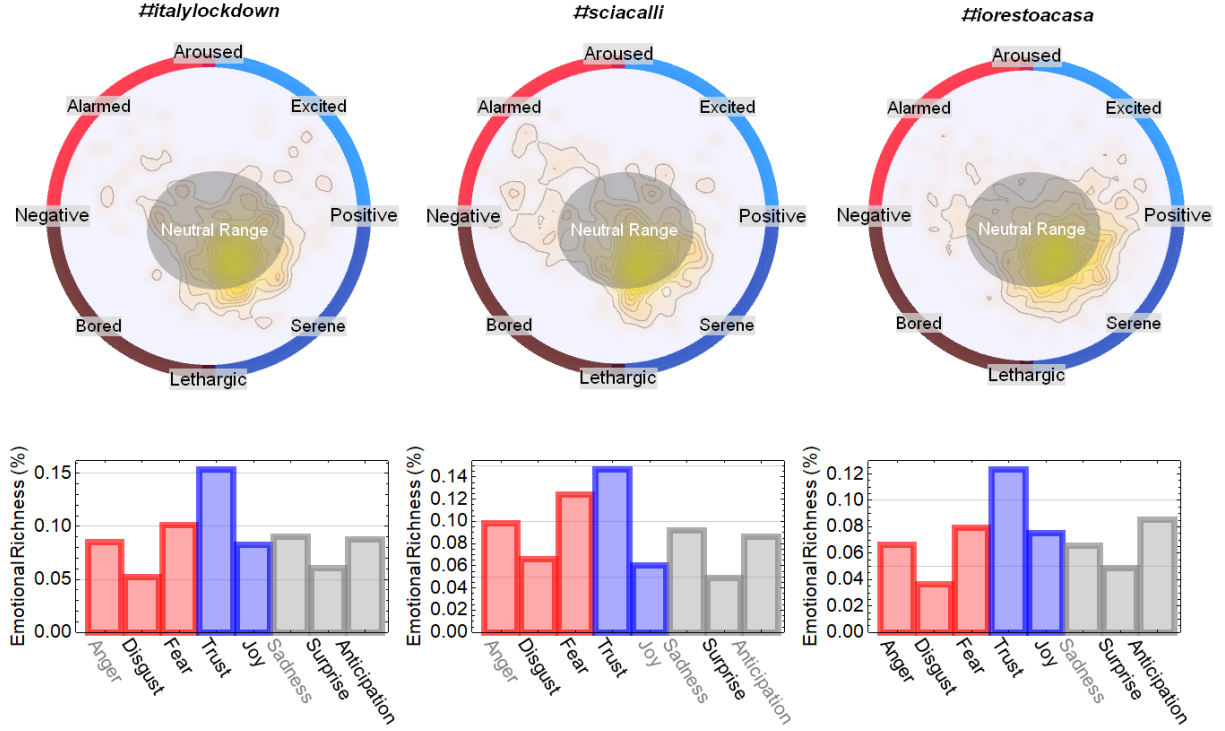 #italylockdown
#sciacalli
#iorestoacasa
Aroused
Alarmed
Excited
Negative
Neutral Range
Positive
Bored
Serene
Lethargic
Aroused
Alarmed
Excited
Negative
Neutral Range
Positive
Bored
Serene
Lethargic
Aroused
Alarmed
Excited
Negative
Neutral Range
Positive
Bored
Serene
Lethargic
Emotional Richness (%)
0.15
0.10
0.05
0.00
Anger
Disgust
Fear
Trust
Joy
Sadness
Surprise
Anticipation
Emotional Richness (%)
0.14
0.12
0.10
0.08
0.06
0.04
0.02
0.00
Anger
Disgust
Fear
Trust
Joy
Sadness
Surprise
Anticipation
Emotional Richness (%)
0.12
0.10
0.08
0.06
0.04
0.02
0.00
Anger
Disgust
Fear
Trust
Joy
Sadness
Surprise
Anticipation